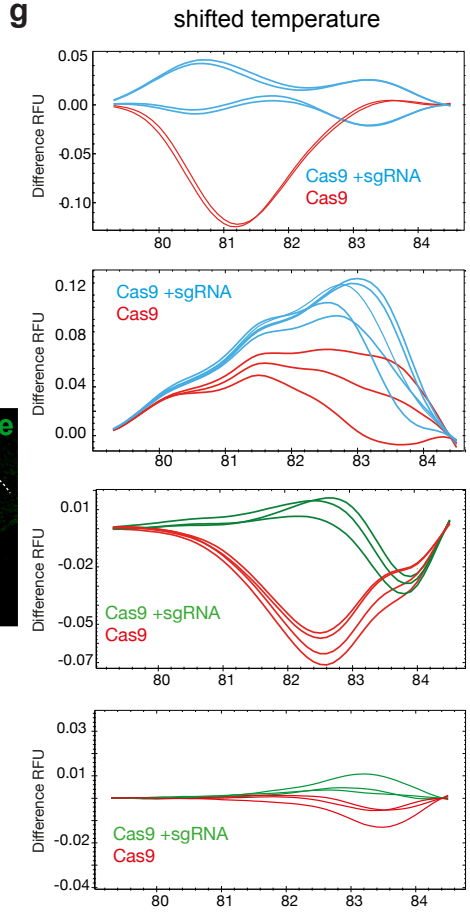 g
shifted temperature
Difference RFU
0.05
0.00
-0.05
-0.10
Cas9 +sgRNA
Cas9
80 81 82 83 84
Difference RFU
0.12
0.08
0.04
0.00
Cas9 +sgRNA
Cas9
80 81 82 83 84
e
Difference RFU
0.01
-0.02
-0.05
-0.07
Cas9 +sgRNA
Cas9
80 81 82 83 84
Difference RFU
0.03
0.01
-0.02
-0.04
Cas9 +sgRNA
Cas9
80 81 82 83 84